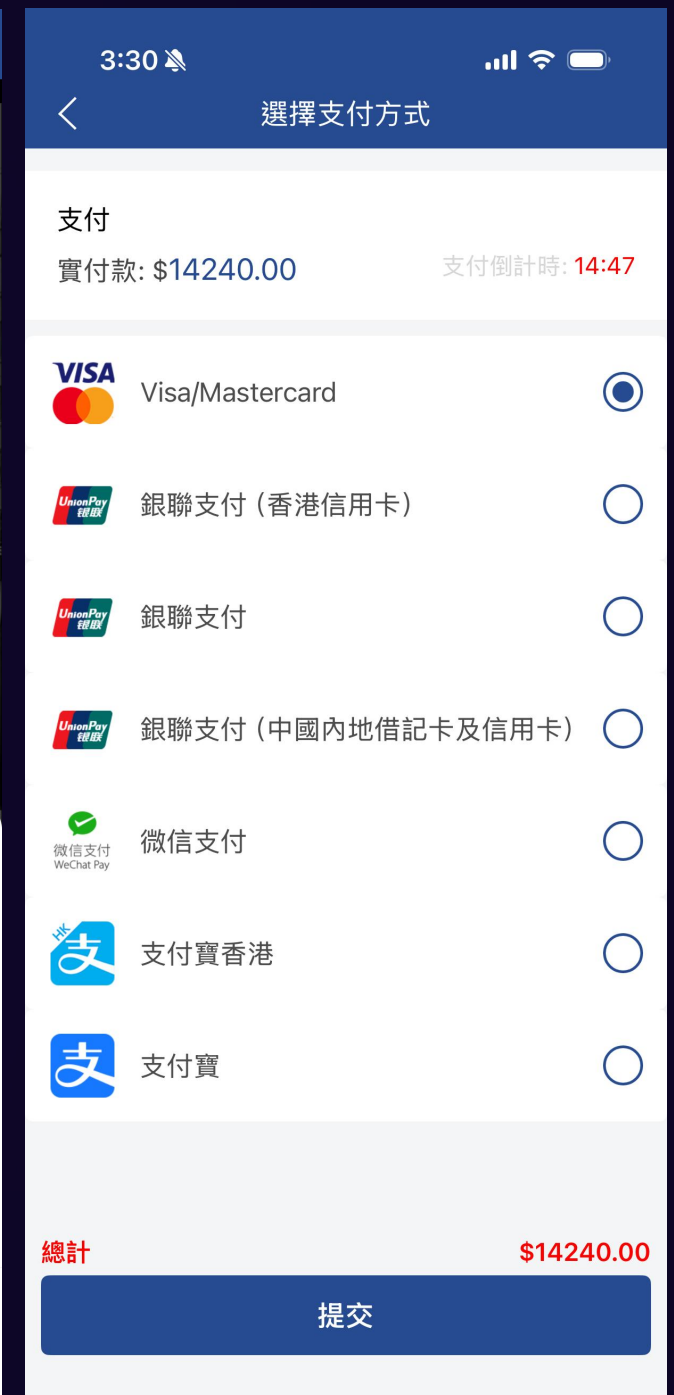 3:30
選擇支付方式
支付
實付款: $14240.00
支付倒計時: 14:47
VISA
Visa/Mastercard
UnionPay
银联
銀聯支付（香港信用卡）
UnionPay
银联
銀聯支付
UnionPay
银联
銀聯支付（中國內地借記卡及信用卡）
微信支付
WeChat Pay
微信支付
HK
支
支付寶香港
支
支付寶
總計
$14240.00
提交